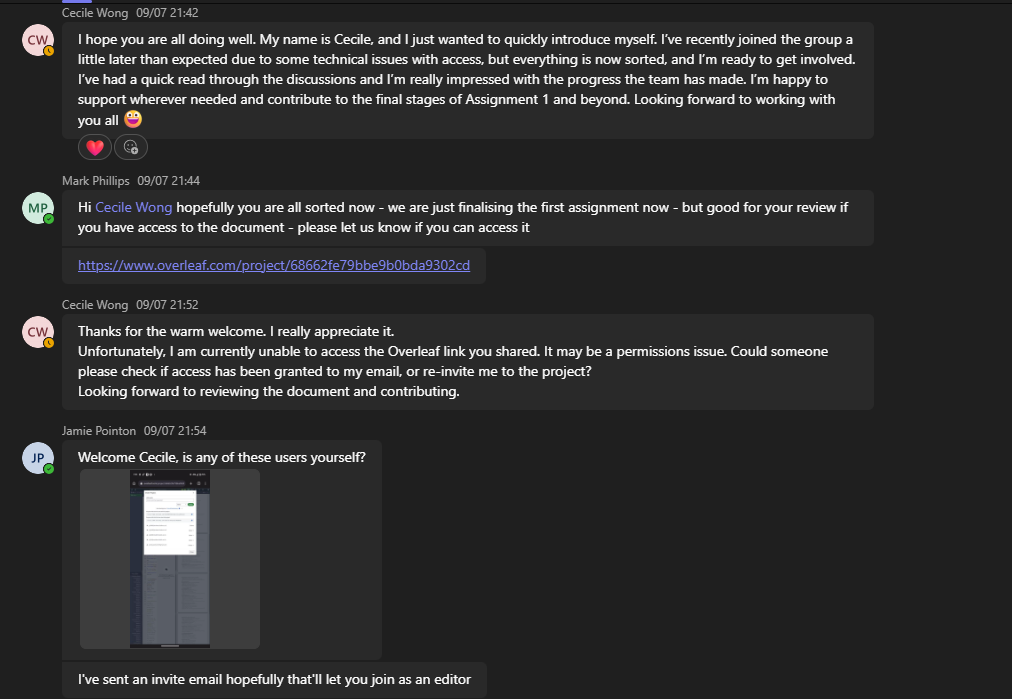 Cecile Wong 09/07 21:42
CW
I hope you are all doing well. My name is Cecile, and I just wanted to quickly introduce myself. I've recently joined the group a
little later than expected due to some technical issues with access, but everything is now sorted, and I'm ready to get involved.
I've had a quick read through the discussions and I'm really impressed with the progress the team has made. I'm happy to
support wherever needed and contribute to the final stages of Assignment 1 and beyond. Looking forward to working with
you all 😀
Mark Phillips 09/07 21:44
MP
Hi Cecile Wong hopefully you are all sorted now - we are just finalising the first assignment now - but good for your review if
you have access to the document - please let us know if you can access it
https://www.overleaf.com/project/68662fe79bbe9b0bda9302cd
Cecile Wong 09/07 21:52
CW
Thanks for the warm welcome. I really appreciate it.
Unfortunately, I am currently unable to access the Overleaf link you shared. It may be a permissions issue. Could someone
please check if access has been granted to my email, or re-invite me to the project?
Looking forward to reviewing the document and contributing.
Jamie Pointon 09/07 21:54
JP
Welcome Cecile, is any of these users yourself?
I've sent an invite email hopefully that'll let you join as an editor